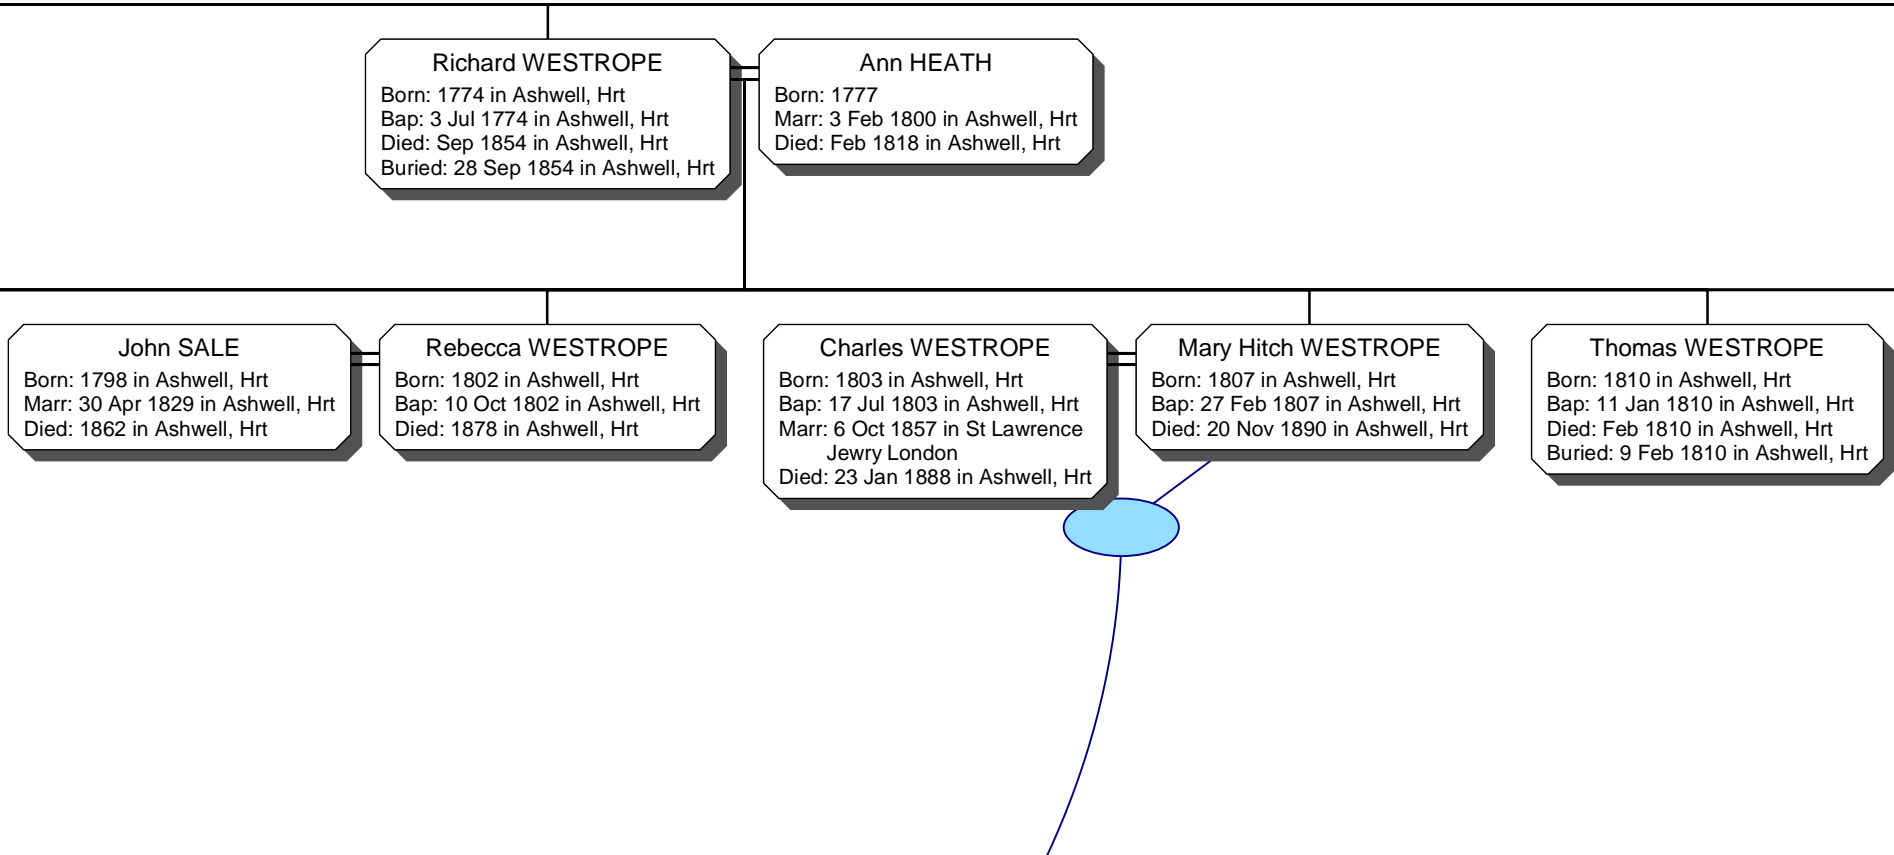 Richard WESTROPE
Born: 1774 in Ashwell, Hrt
Bap: 3 Jul 1774 in Ashwell, Hrt
Died: Sep 1854 in Ashwell, Hrt
Buried: 28 Sep 1854 in Ashwell, Hrt
Ann HEATH
Born: 1777
Marr: 3 Feb 1800 in Ashwell, Hrt
Died: Feb 1818 in Ashwell, Hrt
John SALE
Born: 1798 in Ashwell, Hrt
Marr: 30 Apr 1829 in Ashwell, Hrt
Died: 1862 in Ashwell, Hrt
Rebecca WESTROPE
Born: 1802 in Ashwell, Hrt
Bap: 10 Oct 1802 in Ashwell, Hrt
Died: 1878 in Ashwell, Hrt
Charles WESTROPE
Born: 1803 in Ashwell, Hrt
Bap: 17 Jul 1803 in Ashwell, Hrt
Marr: 6 Oct 1857 in St Lawrence
Jewry London
Died: 23 Jan 1888 in Ashwell, Hrt
Mary Hitch WESTROPE
Born: 1807 in Ashwell, Hrt
Bap: 27 Feb 1807 in Ashwell, Hrt
Died: 20 Nov 1890 in Ashwell, Hrt
Thomas WESTROPE
Born: 1810 in Ashwell, Hrt
Bap: 11 Jan 1810 in Ashwell, Hrt
Died: Feb 1810 in Ashwell, Hrt
Buried: 9 Feb 1810 in Ashwell, Hrt